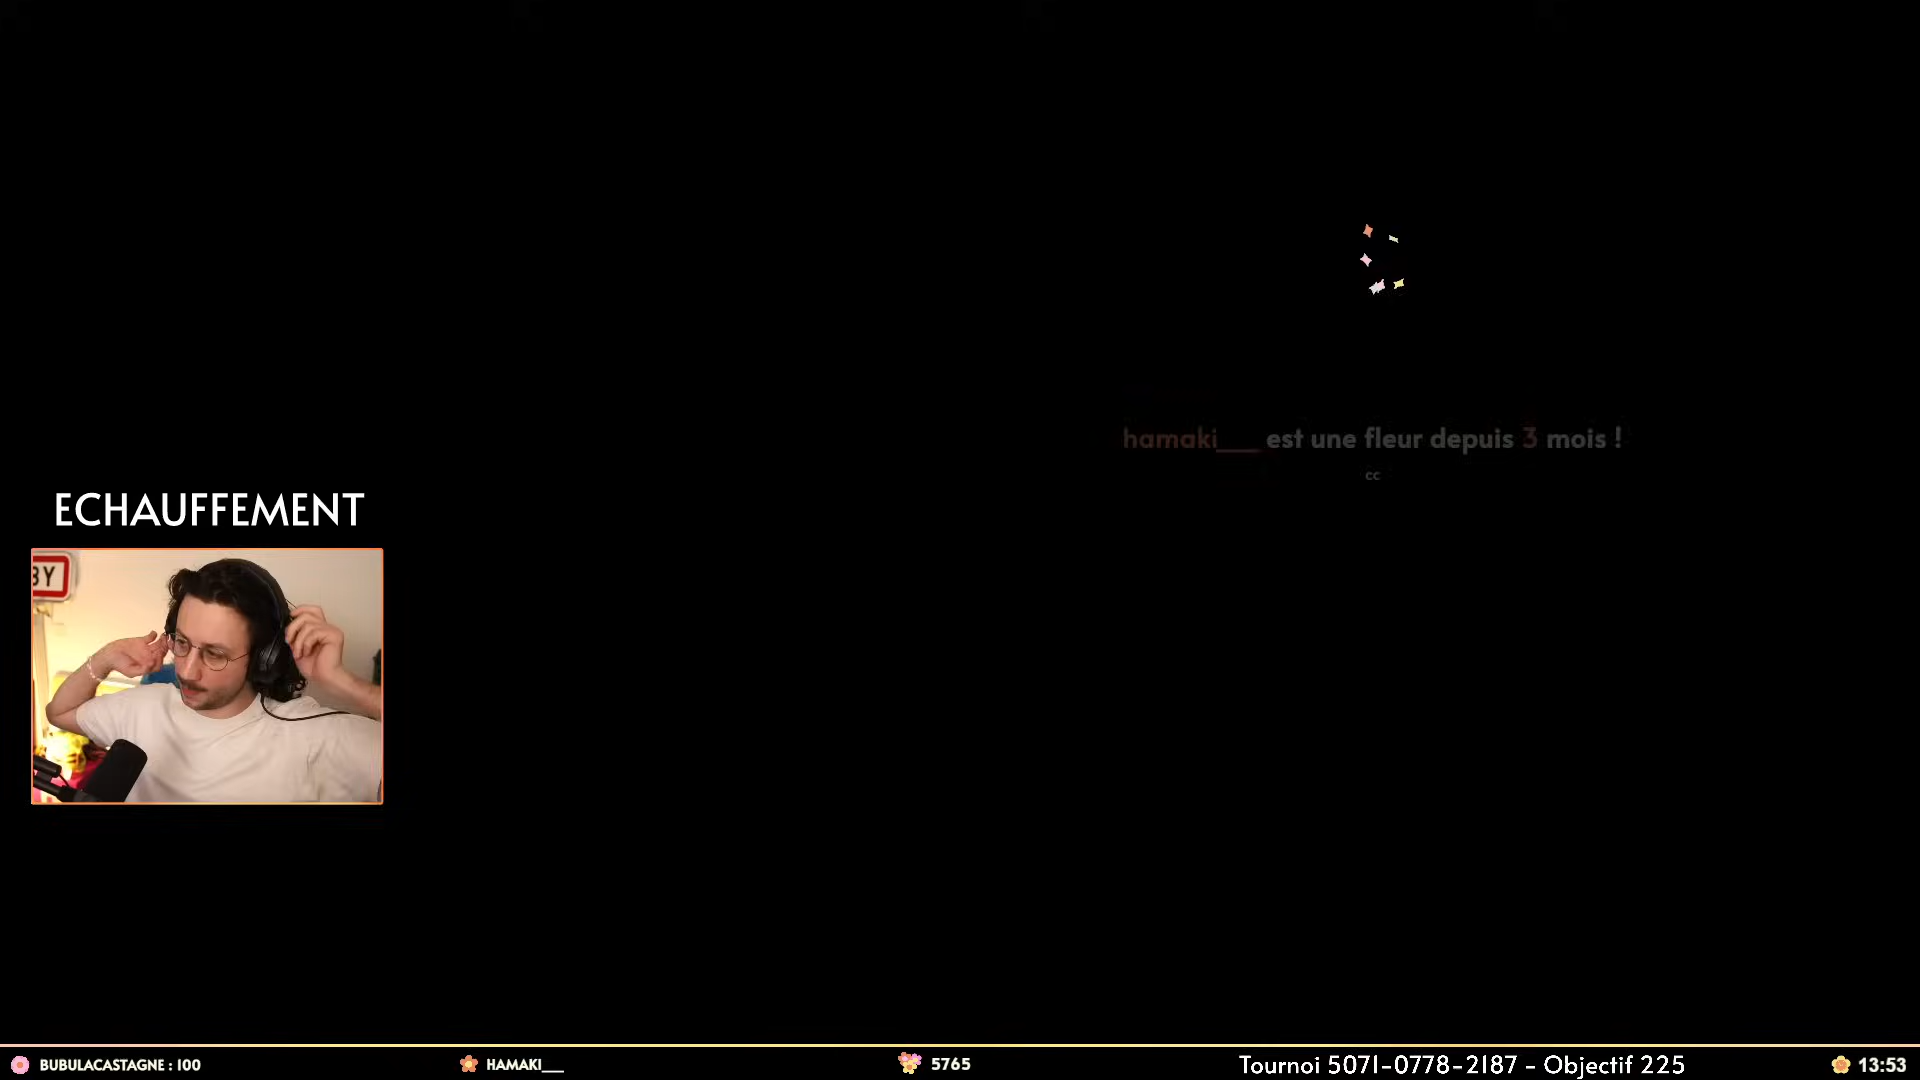 hamaki___ est une fleur depuis 3 mois !
cc
ECHAUFFEMENT
BY
BUBULACASTAGNE : 100
HAMAKI___
5765
Tournoi 5071-0778-2187 - Objectif 225
13:53